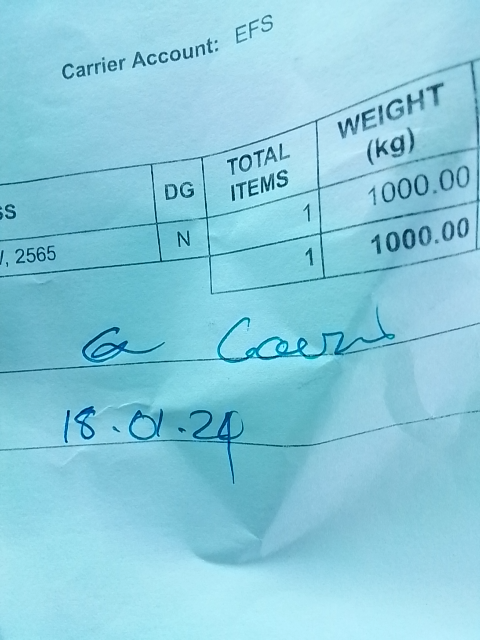 Carrier Account: EFS
DG TOTAL ITEMS WEIGHT (kg)
SS
, 2565 N 1 1000.00
1 1000.00
G
18.01.24